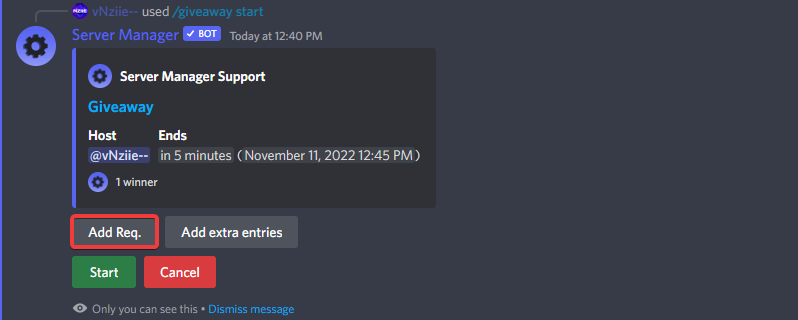 vNziie-- used /giveaway start
Server Manager ✓ BOT Today at 12:40 PM
Server Manager Support
Giveaway
Host Ends
@vNziie-- in 5 minutes (November 11, 2022 12:45 PM)
1 winner
Add Req. Add extra entries
Start Cancel
Only you can see this • Dismiss message